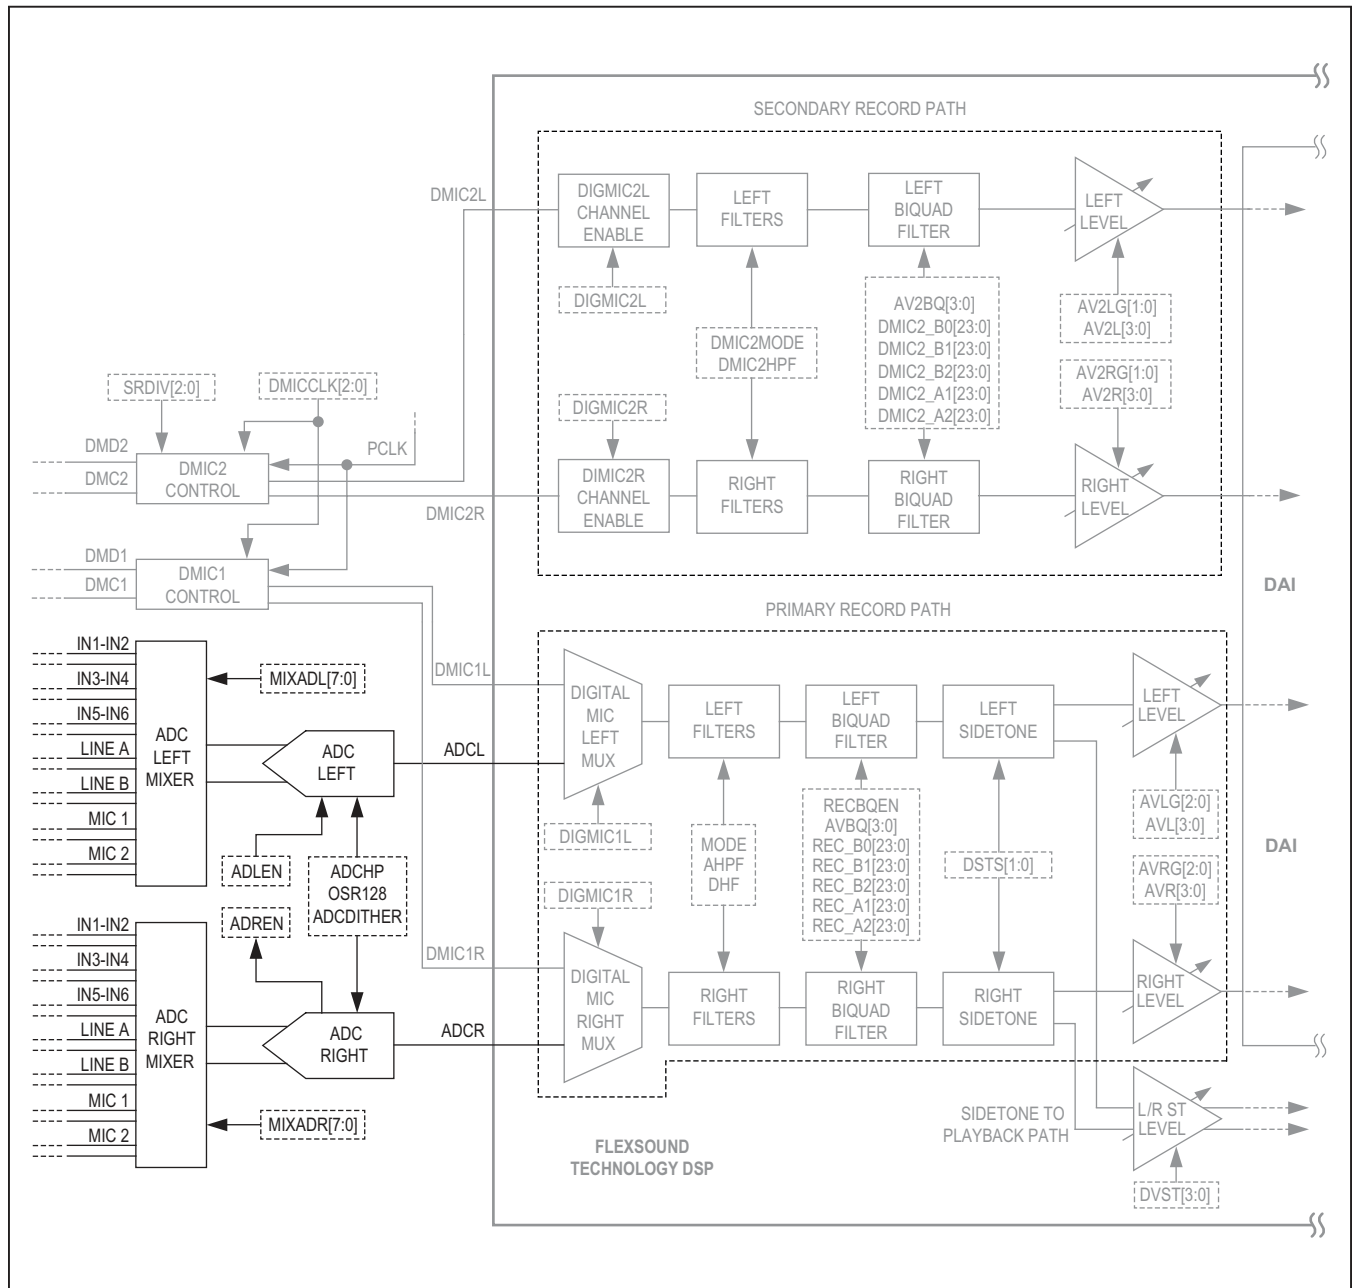 SECONDARY RECORD PATH
DMIC2L
DIGMIC2L
CHANNEL
ENABLE
LEFT
FILTERS
LEFT
BIQUAD
FILTER
LEFT
LEVEL
DIGMIC2L
AV2BQ[3:0]
DMIC2_B0[23:0]
DMIC2_B1[23:0]
DMIC2_B2[23:0]
DMIC2_A1[23:0]
DMIC2_A2[23:0]
AV2LG[1:0]
AV2L[3:0]
DMIC2MODE
DMIC2HPF
AV2RG[1:0]
AV2R[3:0]
SRDIV[2:0]
DMICCLK[2:0]
DIGMIC2R
PCLK
DMD2
DMC2
DMIC2
CONTROL
DMIC2R
DIMIC2R
CHANNEL
ENABLE
RIGHT
FILTERS
RIGHT
BIQUAD
FILTER
RIGHT
LEVEL
DMD1
DMC1
DMIC1
CONTROL
DAI
PRIMARY RECORD PATH
IN1-IN2
IN3-IN4
IN5-IN6
LINE A
LINE B
MIC 1
MIC 2
ADC
LEFT
MIXER
MIXADL[7:0]
DMIC1L
ADC
LEFT
ADCL
DIGITAL
MIC
LEFT
MUX
LEFT
FILTERS
LEFT
BIQUAD
FILTER
LEFT
SIDETONE
LEFT
LEVEL
DIGMIC1L
ADLEN
ADCHP
OSR128
ADCDITHER
MODE
AHPF
DHF
RECBQEN
AVBQ[3:0]
REC_B0[23:0]
REC_B1[23:0]
REC_B2[23:0]
REC_A1[23:0]
REC_A2[23:0]
DSTS[1:0]
AVLG[2:0]
AVL[3:0]
DAI
AVRG[2:0]
AVR[3:0]
DIGMIC1R
ADREN
IN1-IN2
IN3-IN4
IN5-IN6
LINE A
LINE B
MIC 1
MIC 2
ADC
RIGHT
MIXER
DMIC1R
ADC
RIGHT
ADCR
DIGITAL
MIC
RIGHT
MUX
RIGHT
FILTERS
RIGHT
BIQUAD
FILTER
RIGHT
SIDETONE
RIGHT
LEVEL
MIXADR[7:0]
SIDETONE TO
PLAYBACK PATH
L/R ST
LEVEL
FLEXSOUND
TECHNOLOGY DSP
DVST[3:0]